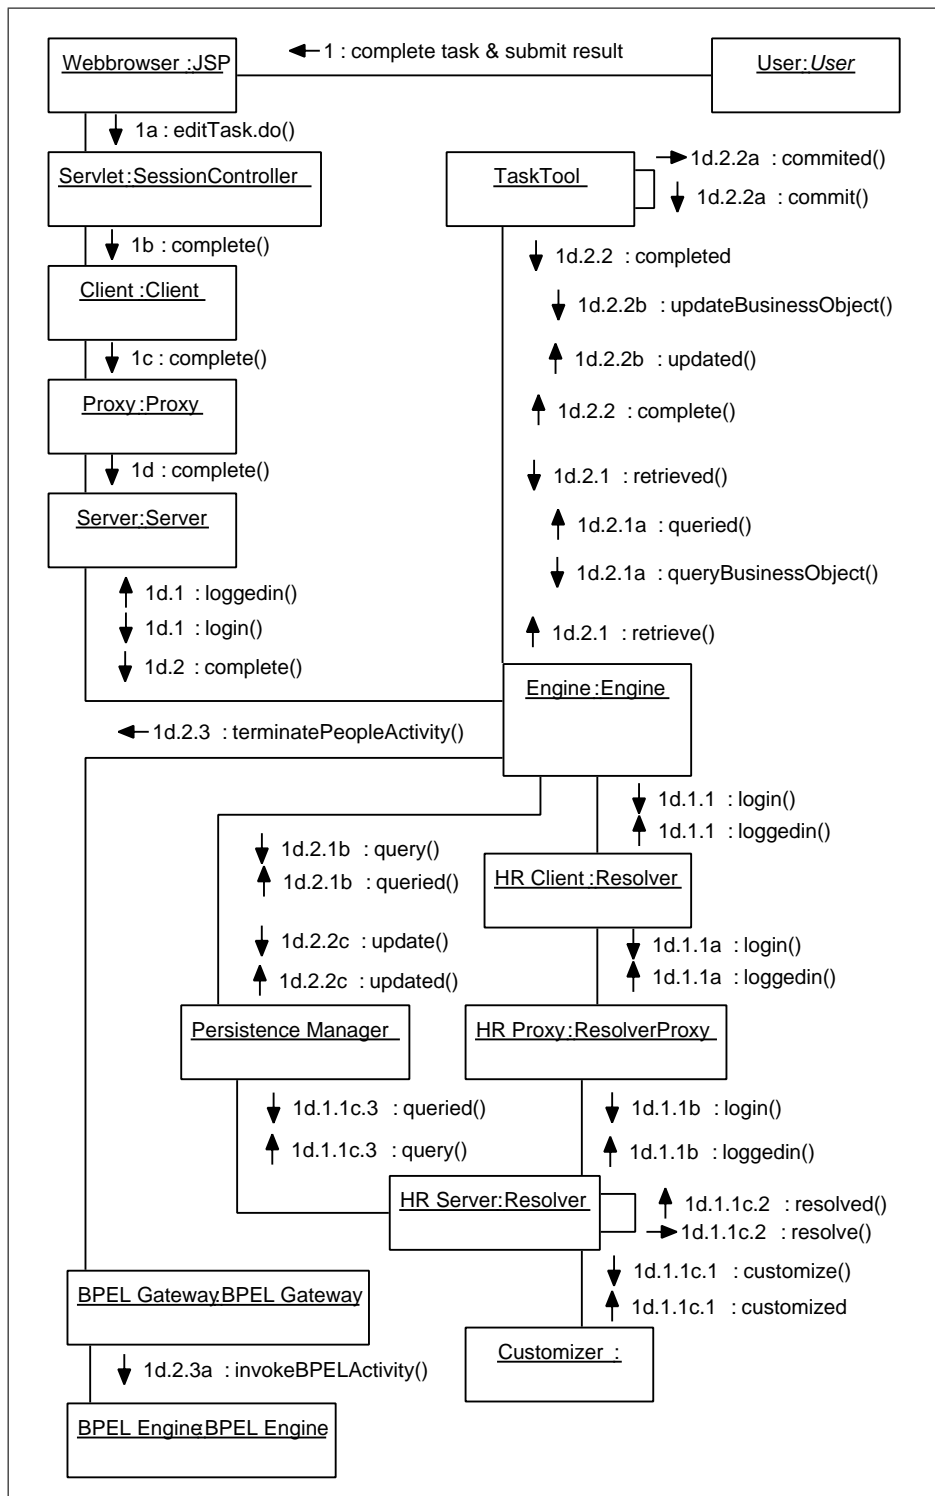 1 : complete task & submit result
Webbrowser :JSP
User:User
1a : editTask.do()
Servlet:SessionController
TaskTool
1d.2.2a : commited()
1d.2.2a : commit()
1b : complete()
1d.2.2 : completed
Client :Client
1d.2.2b : updateBusinessObject()
1c : complete()
1d.2.2b : updated()
Proxy:Proxy
1d.2.2 : complete()
1d : complete()
1d.2.1 : retrieved()
Server:Server
1d.2.1a : queried()
1d.2.1a : queryBusinessObject()
1d.1 : loggedin()
1d.1 : login()
1d.2.1 : retrieve()
1d.2 : complete()
Engine:Engine
1d.2.3 : terminatePeopleActivity()
1d.1.1 : login()
1d.1.1 : loggedin()
1d.2.1b : query()
1d.2.1b : queried()
HR Client :Resolver
1d.2.2c : update()
1d.1.1a : login()
1d.2.2c : updated()
1d.1.1a : loggedin()
Persistence Manager
HR Proxy:ResolverProxy
1d.1.1c.3 : queried()
1d.1.1b : login()
1d.1.1c.3 : query()
1d.1.1b : loggedin()
HR Server:Resolver
1d.1.1c.2 : resolved()
1d.1.1c.2 : resolve()
1d.1.1c.1 : customize()
BPEL Gateway:BPEL Gateway
1d.1.1c.1 : customized
Customizer :
1d.2.3a : invokeBPELActivity()
BPEL Engine:BPEL Engine